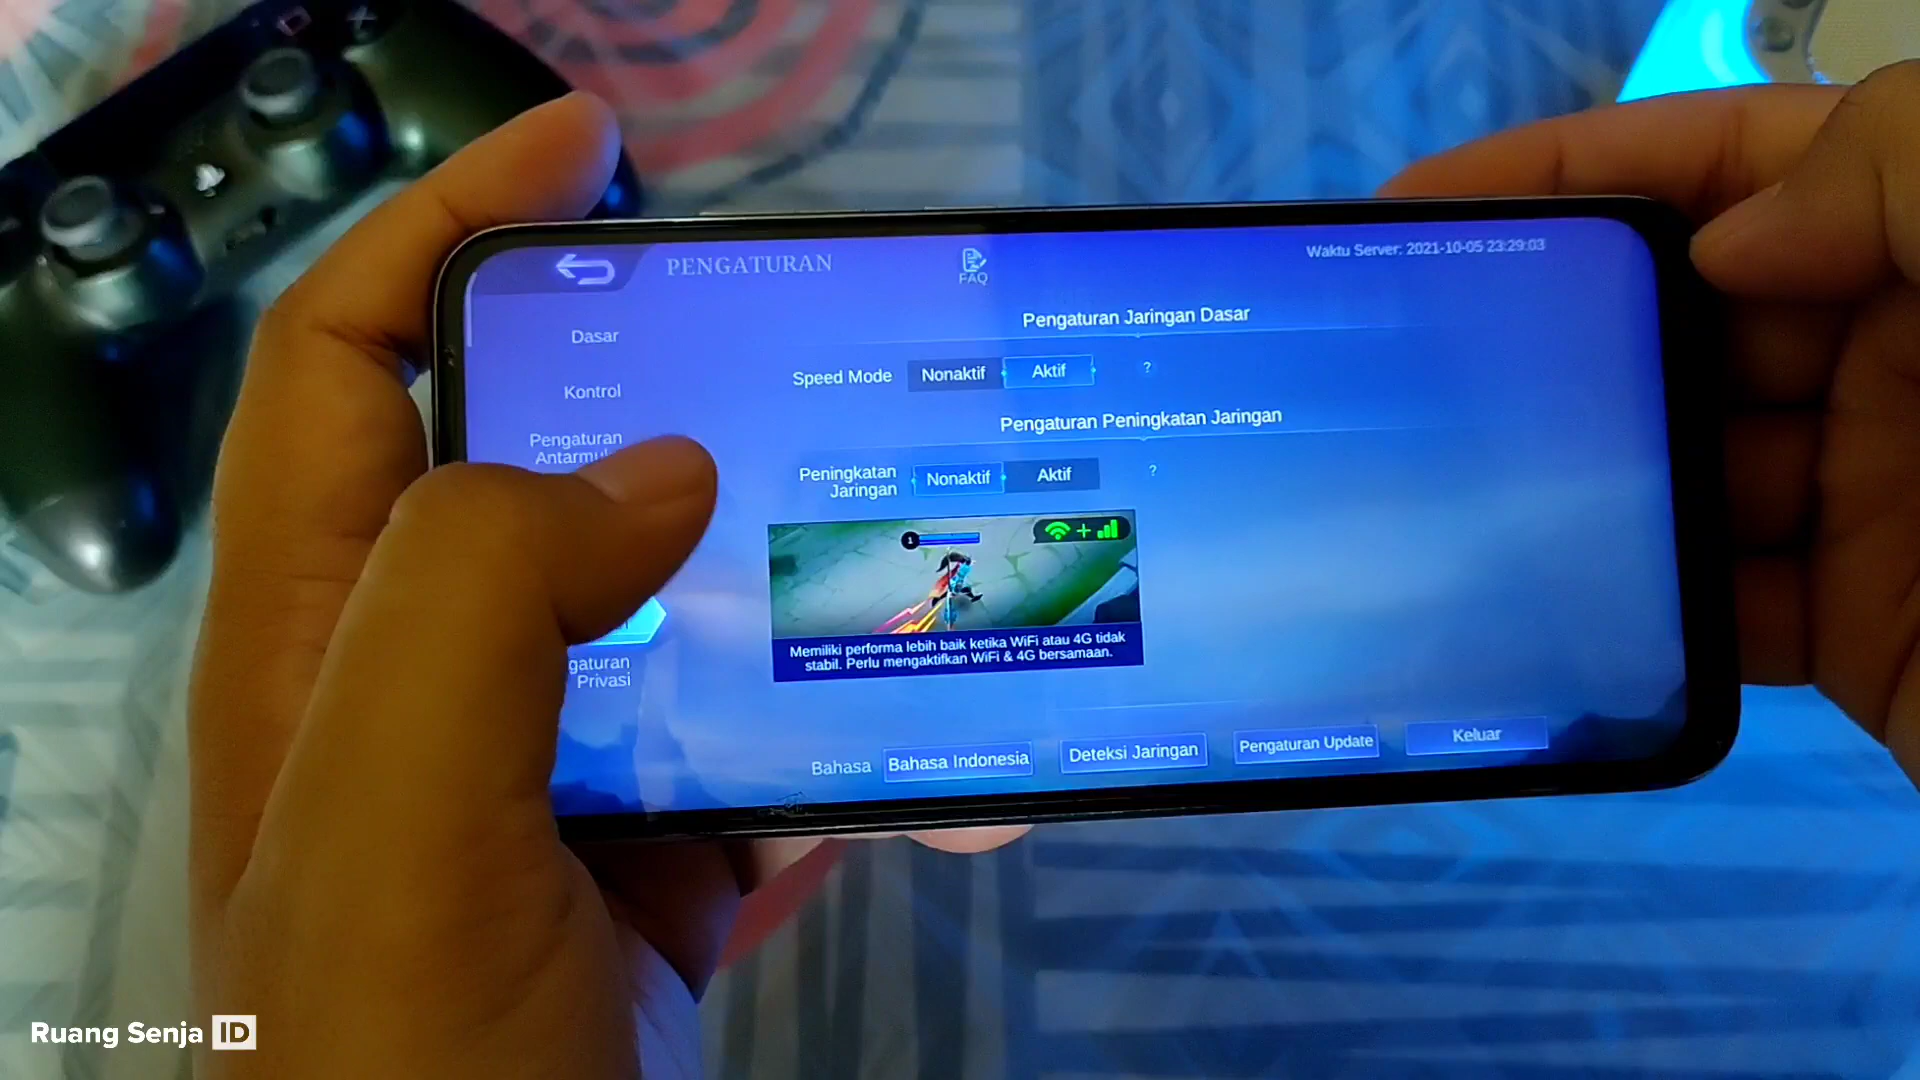 PENGATURAN
FAQ
Waktu Server: 2021-10-05 23:29:03
Dasar
Kontrol
Pengaturan
gaturan
Privasi
Pengaturan Jaringan Dasar
Speed Mode Nonaktif Aktif ?
Pengaturan Peningkatan Jaringan
Peningkatan
Jaringan
Nonaktif Aktif ?
1
Memiliki performa lebih baik ketika WiFi atau 4G tidak
stabil. Perlu mengaktifkan WiFi & 4G bersamaan.
Bahasa Bahasa Indonesia Deteksi Jaringan Pengaturan Update Keluar
Ruang Senja ID